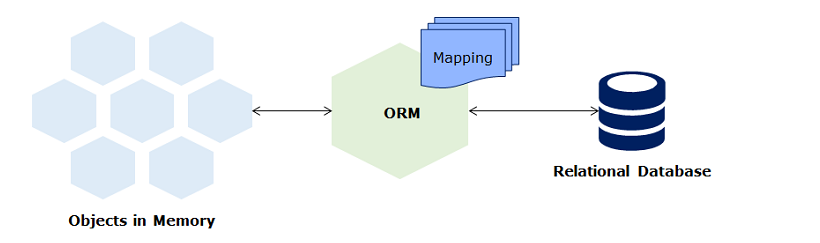 Mapping
ORM
Relational Database
Objects in Memory